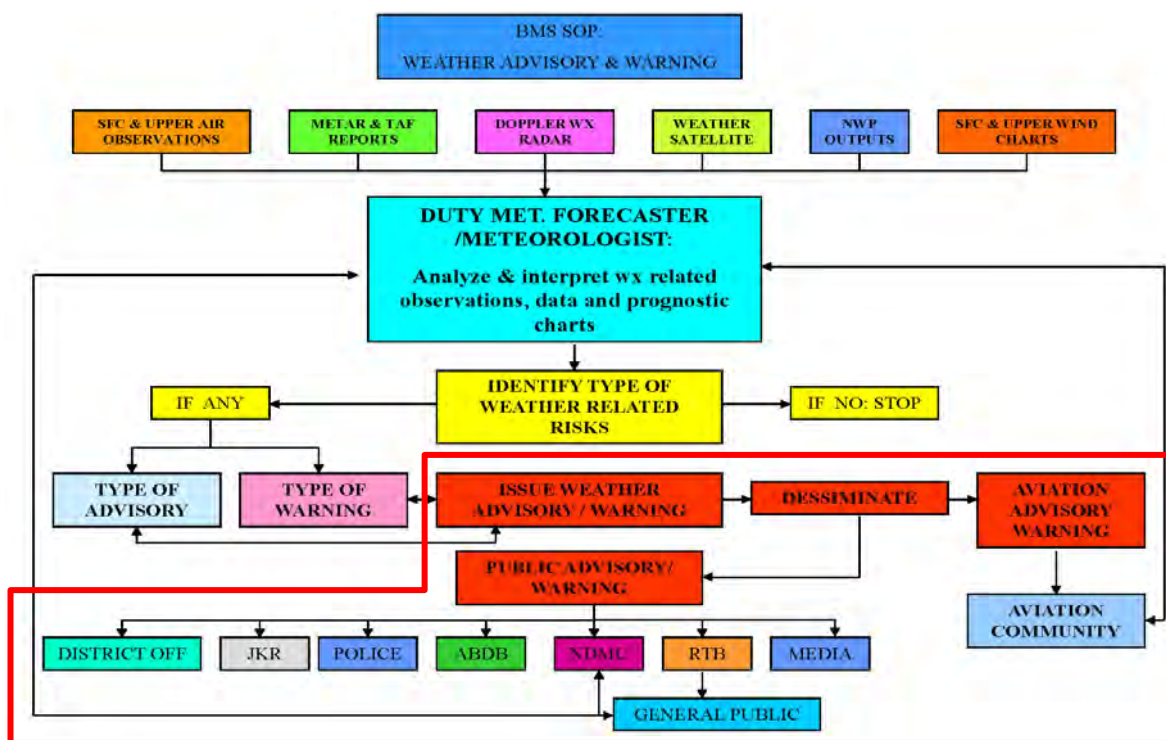 BMS SOP:
WEATHER ADVISORY & WARNING
SFC & UPPER AIR
OBSERVATIONS
METAR & TAF
REPORTS
DOPPLER WX
RADAR
WEATHER
SATELLITE
NWP
OUTPUTS
SFC & UPPER WIND
CHARTS
DUTY MET. FORECASTER
/METEOROLOGIST:
Analyze & interpret wx related
observations, data and prognostic
charts
IF ANY
IDENTIFY TYPE OF
WEATHER RELATED
RISKS
IF NO: STOP
TYPE OF
ADVISORY
TYPE OF
WARNING
ISSUE WEATHER
ADVISORY / WARNING
DESSIMINATE
AVIATION
ADVISORY
WARNING
PUBLIC ADVISORY/
WARNING
AVIATION
COMMUNITY
DISTRICT OFF
JKR
POLICE
ABDB
NDMU
RTB
MEDIA
GENERAL PUBLIC